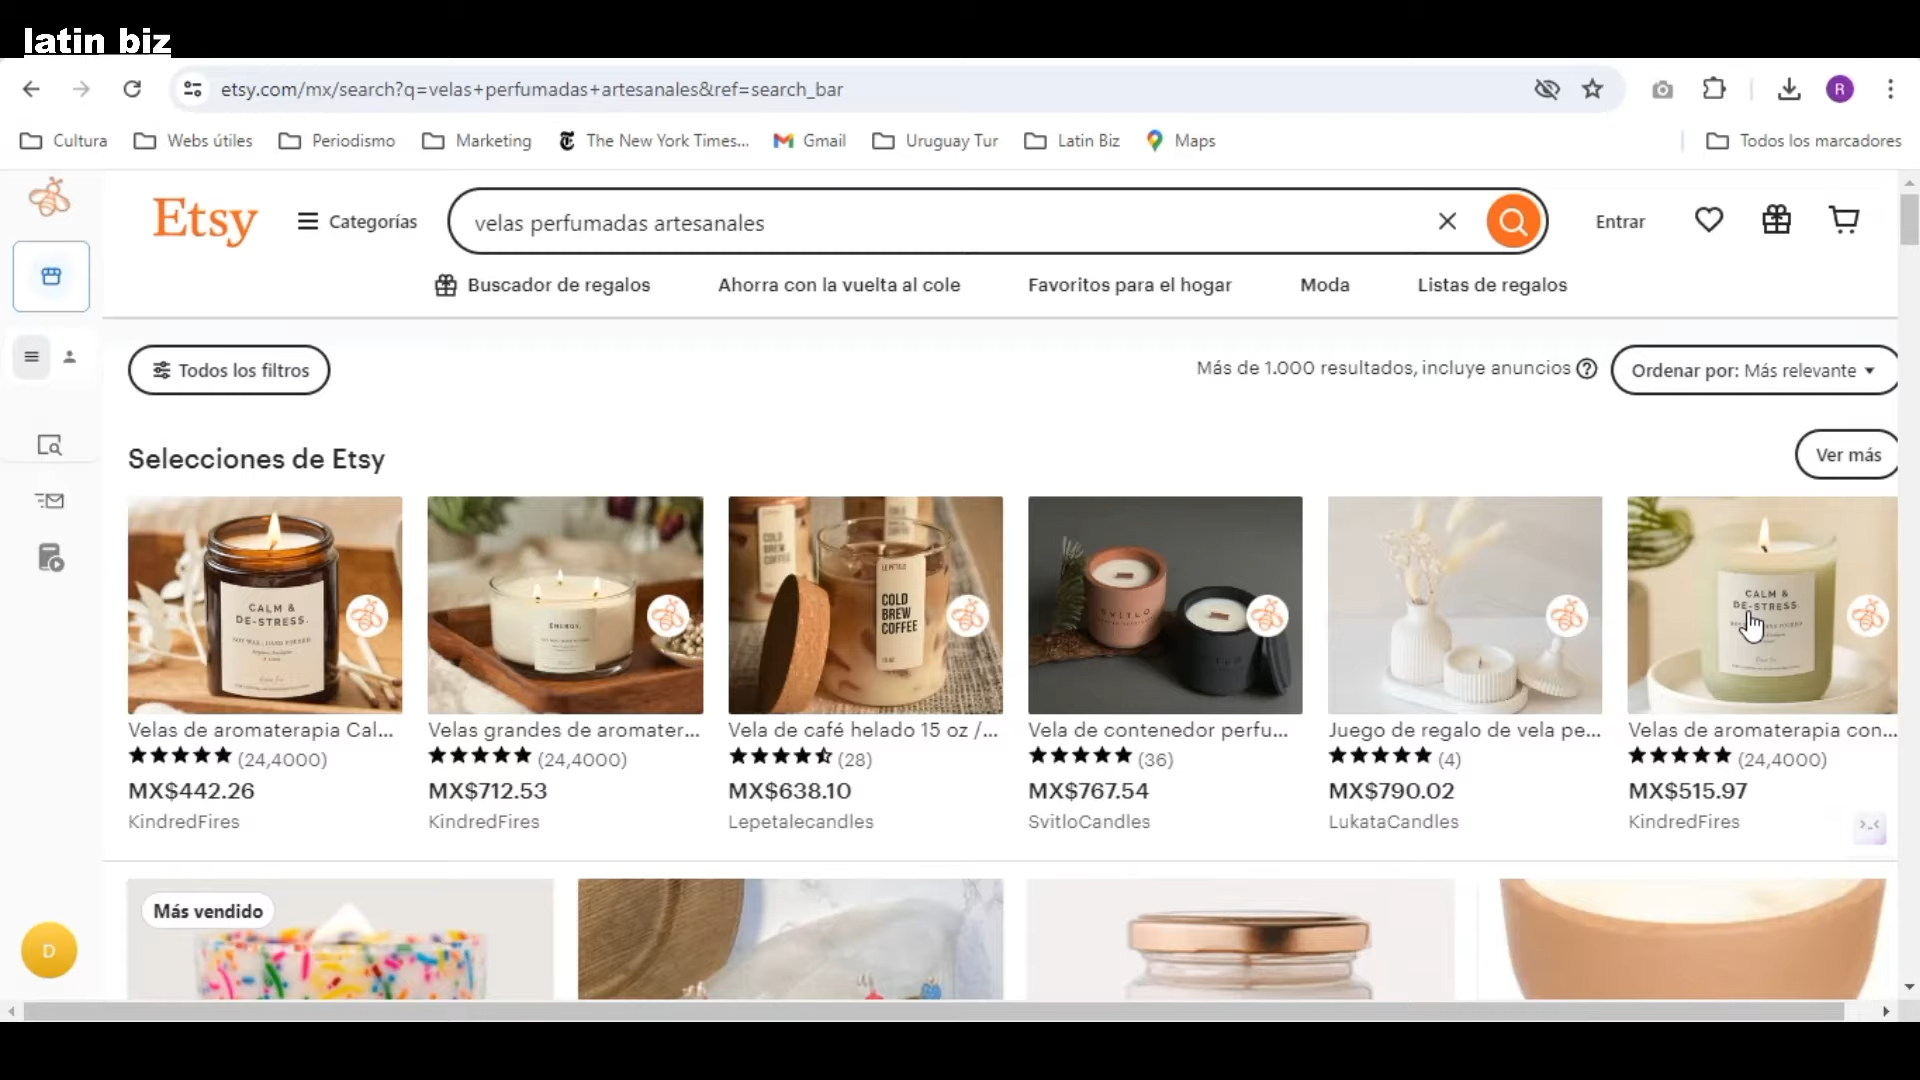 latin biz
etsy.com/mx/search?q=velas+perfumadas+artesanales&ref=search_bar
R
Cultura
Webs útiles
Periodismo
Marketing
The New York Times...
Gmail
Uruguay Tur
Latin Biz
Maps
Todos los marcadores
Etsy
Categorías
velas perfumadas artesanales
Entrar
Buscador de regalos
Ahorra con la vuelta al cole
Favoritos para el hogar
Moda
Listas de regalos
Todos los filtros
Más de 1.000 resultados, incluye anuncios
Ordenar por: Más relevante
Selecciones de Etsy
Ver más
CALM &
DE-STRESS.
ENERGY.
COLD
BREW
COFFEE
COLD
BREW
COFFEE
SVITLO
CALM &
DE-STRESS.
Velas de aromaterapia Cal...
(24,4000)
MX$442.26
KindredFires
Velas grandes de aromater...
(24,4000)
MX$712.53
KindredFires
Vela de café helado 15 oz /...
(28)
MX$638.10
Lepetalecandles
Vela de contenedor perfu...
(36)
MX$767.54
SvitloCandles
Juego de regalo de vela pe...
(4)
MX$790.02
LukataCandles
Velas de aromaterapia con...
(24,4000)
MX$515.97
KindredFires
Más vendido
D